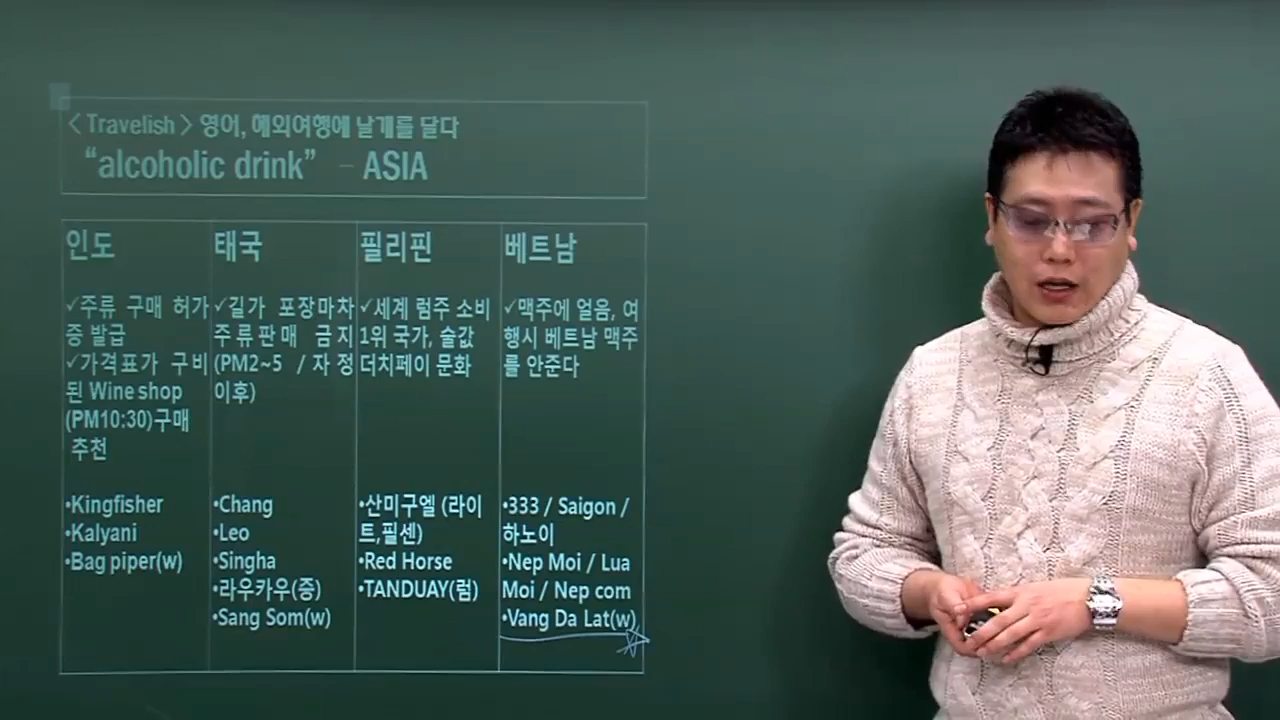 <Travelish> 영어, 해외여행에 날개를 달다
“alcoholic drink” – ASIA
인도
✓주류 구매 허가
증 발급
✓가격표가 구비
된 Wine shop
(PM10:30)구매
추천
•Kingfisher
•Kalyani
•Bag piper(w)
태국
✓길가 포장마차
주류판매 금지
(PM2~5 / 자정
이후)
•Chang
•Leo
•Singha
•라우카우(증)
•Sang Som(w)
필리핀
✓세계 럼주 소비
1위 국가, 술값
더치페이 문화
•산미구엘 (라이
트,필센)
•Red Horse
•TANDUAY(럼)
베트남
✓맥주에 얼음, 여
행시 베트남 맥주
를 안준다
•333 / Saigon /
하노이
•Nep Moi / Lua
Moi / Nep com
•Vang Da Lat(w)